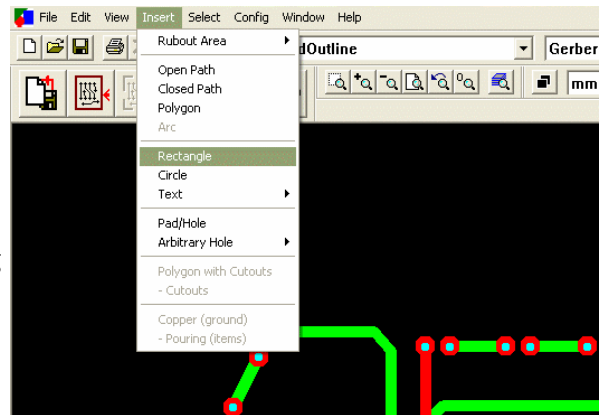 File Edit View Insert Select Config Window Help
Rubout Area
dOutline
Gerber
Open Path
Closed Path
mm
Polygon
Arc
Rectangle
Circle
Text
Pad/Hole
Arbitrary Hole
Polygon with Cutouts
- Cutouts
Copper (ground)
- Pouring (items)